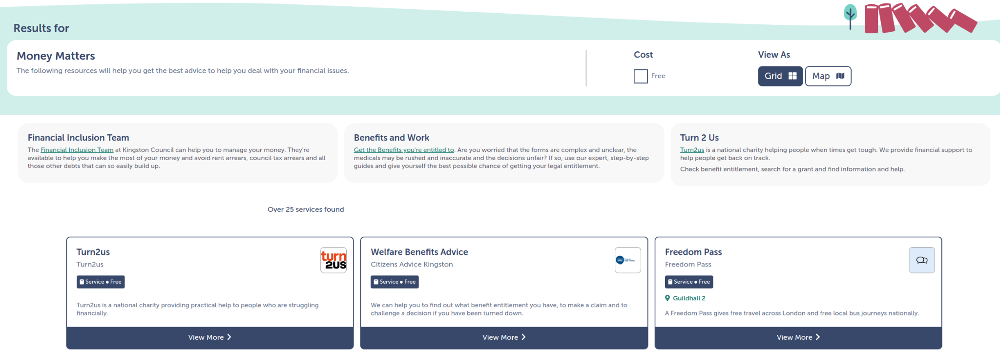 Results for
Money Matters
The following resources will help you get the best advice to help you deal with your financial issues.
Cost
Free
View As
Grid
Map
Financial Inclusion Team
The Financial Inclusion Team at Kingston Council can help you to manage your money. They're
available to help you make the most of your money and avoid rent arrears, council tax arrears and all
those other debts that can so easily build up.
Benefits and Work
Get the Benefits you're entitled to. Are you worried that the forms are complex and unclear, the
medicals may be rushed and inaccurate and the decisions unfair? If so, use our expert, step-by-step
guides and give yourself the best possible chance of getting your legal entitlement.
Turn 2 Us
Turn2us is a national charity helping people when times get tough. We provide financial support to
help people get back on track.
Check benefit entitlement, search for a grant and find information and help.
Over 25 services found
Turn2us
Turn2us
turn
2us
Service • Free
Turn2us is a national charity providing practical help to people who are struggling
financially.
View More
Welfare Benefits Advice
Citizens Advice Kingston
Service • Free
We can help you to find out what benefit entitlement you have, to make a claim and to
challenge a decision if you have been turned down.
View More
Freedom Pass
Freedom Pass
Service • Free
Guildhall 2
A Freedom Pass gives free travel across London and free local bus journeys nationally.
View More